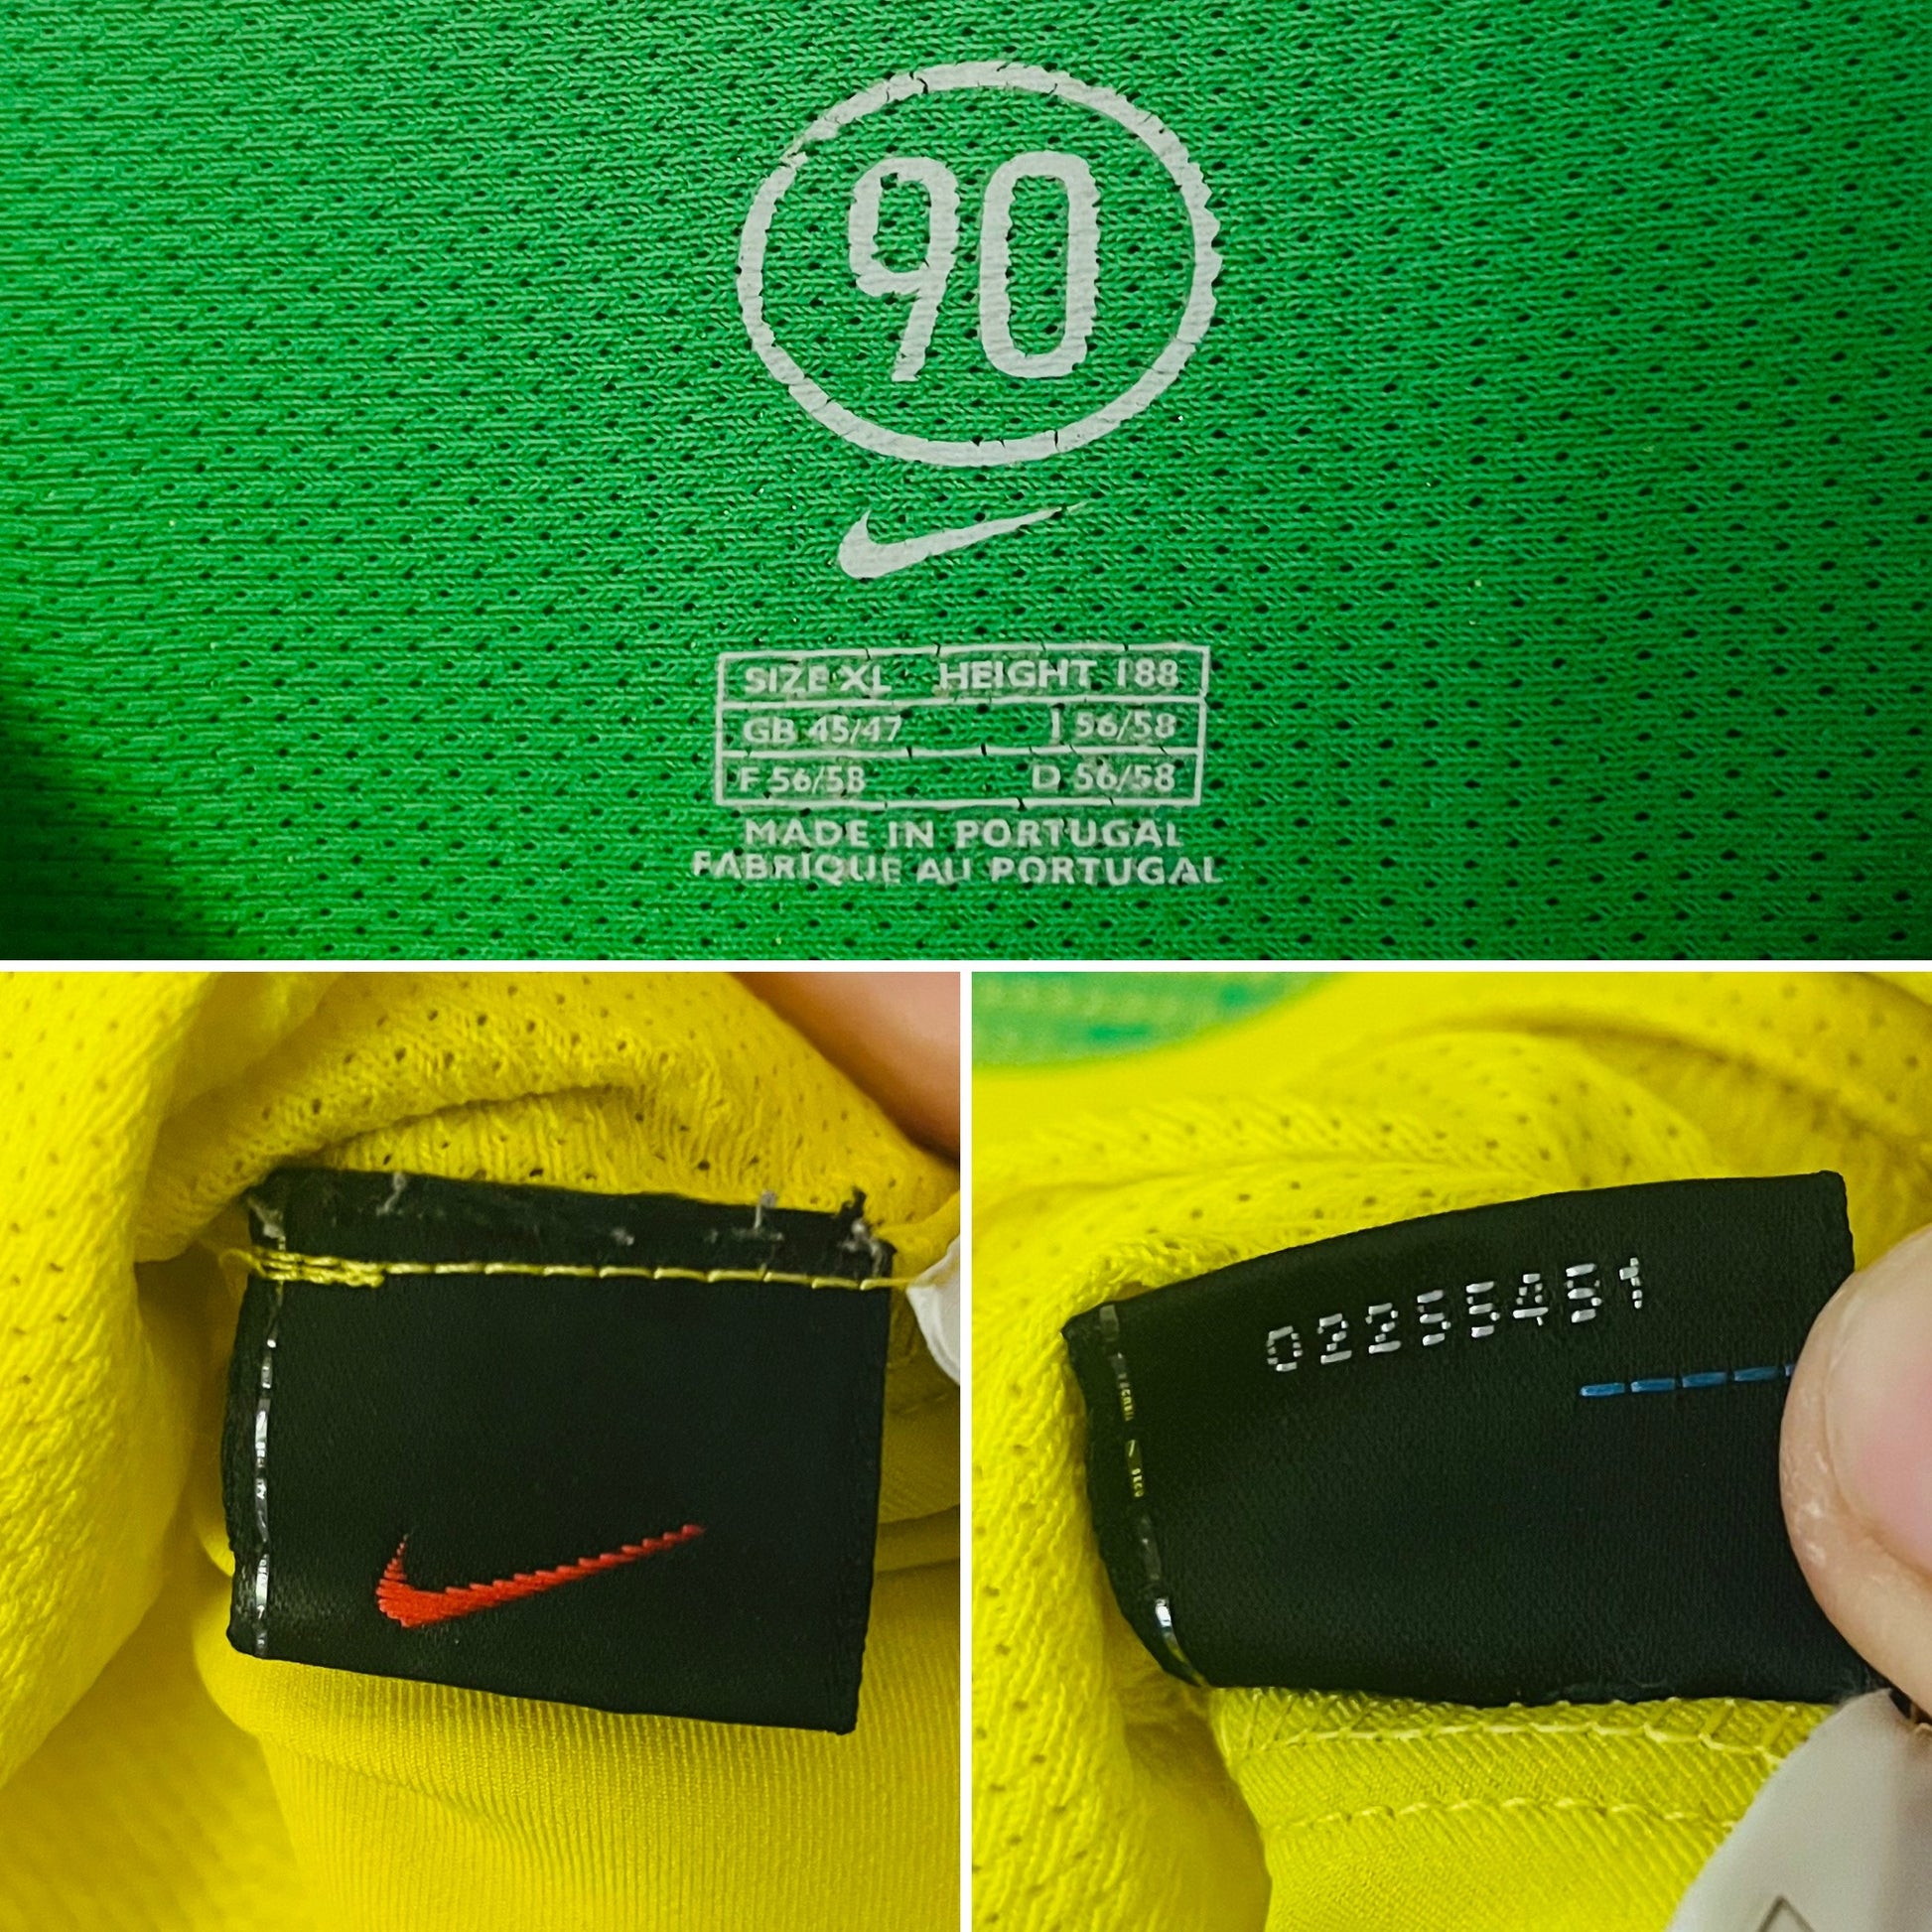 90
SIZE XL HEIGHT 188
GB 45/47 I 56/58
F 56/58 D 56/58
MADE IN PORTUGAL
FABRIQUE AU PORTUGAL
02255451